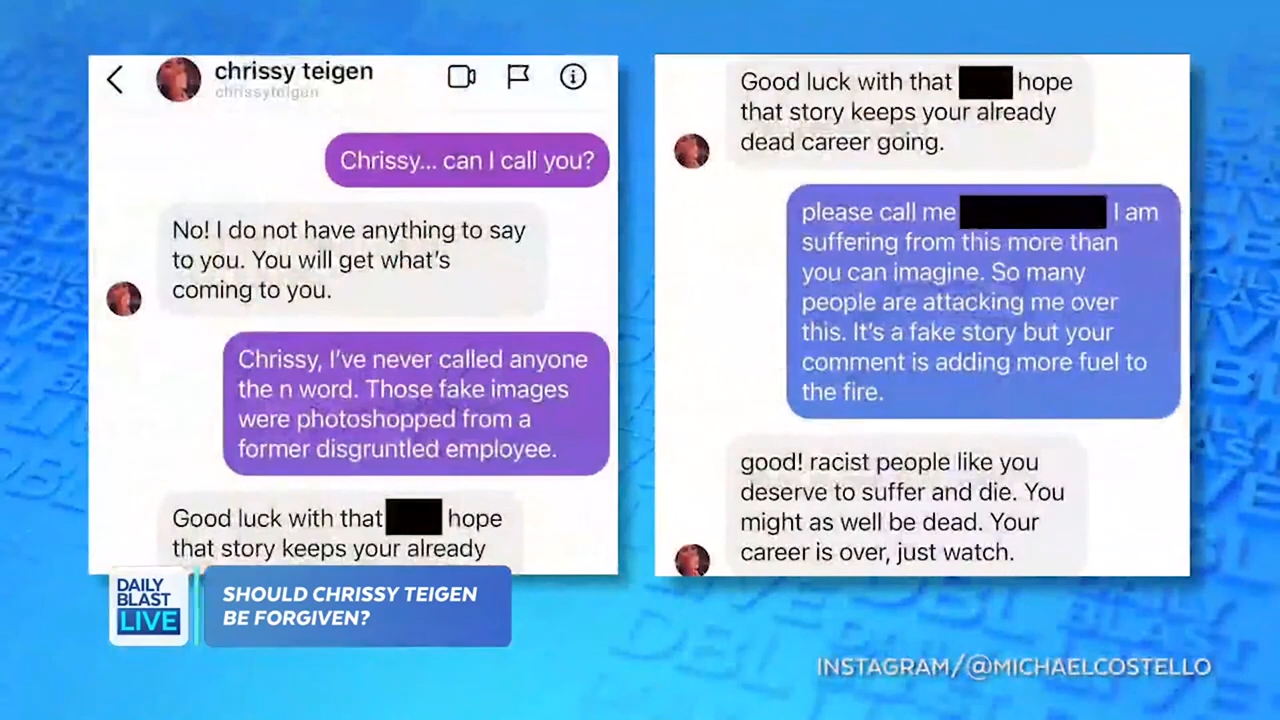 chrissy teigen
chrissyteigen
Chrissy... can I call you?
No! I do not have anything to say
to you. You will get what's
coming to you.
Chrissy, I've never called anyone
the n word. Those fake images
were photoshopped from a
former disgruntled employee.
Good luck with that hope
that story keeps your already
Good luck with that hope
that story keeps your already
dead career going.
please call me I am
suffering from this more than
you can imagine. So many
people are attacking me over
this. It's a fake story but your
comment is adding more fuel to
the fire.
good! racist people like you
deserve to suffer and die. You
might as well be dead. Your
career is over, just watch.
DAILY
BLAST
LIVE
SHOULD CHRISSY TEIGEN
BE FORGIVEN?
INSTAGRAM/@MICHAELCOSTELLO